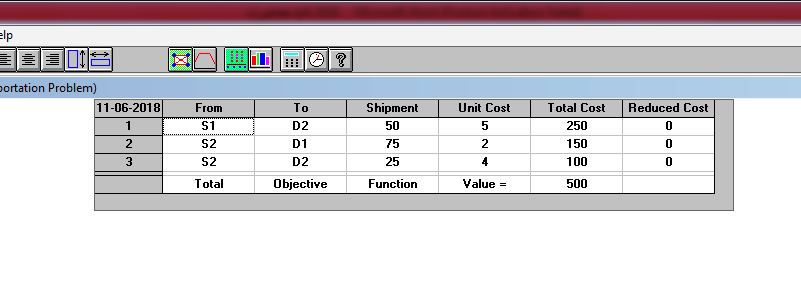 elp
portation Problem)
11-06-2018 From To Shipment Unit Cost Total Cost Reduced Cost
1 S1 D2 50 5 250 0
2 S2 D1 75 2 150 0
3 S2 D2 25 4 100 0
Total Objective Function Value = 500